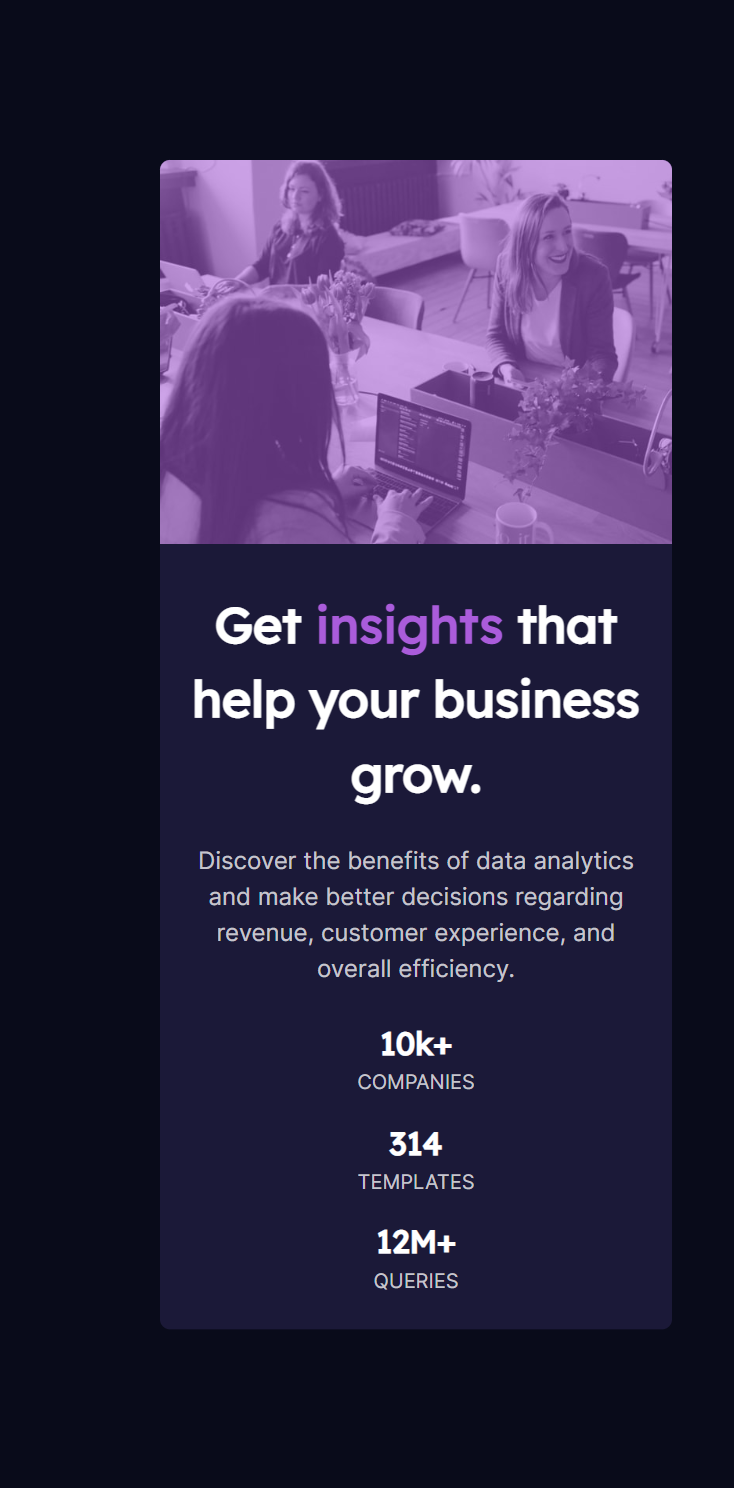 Get insights that
help your business
grow.
Discover the benefits of data analytics
and make better decisions regarding
revenue, customer experience, and
overall efficiency.
10k+
COMPANIES
314
TEMPLATES
12M+
QUERIES